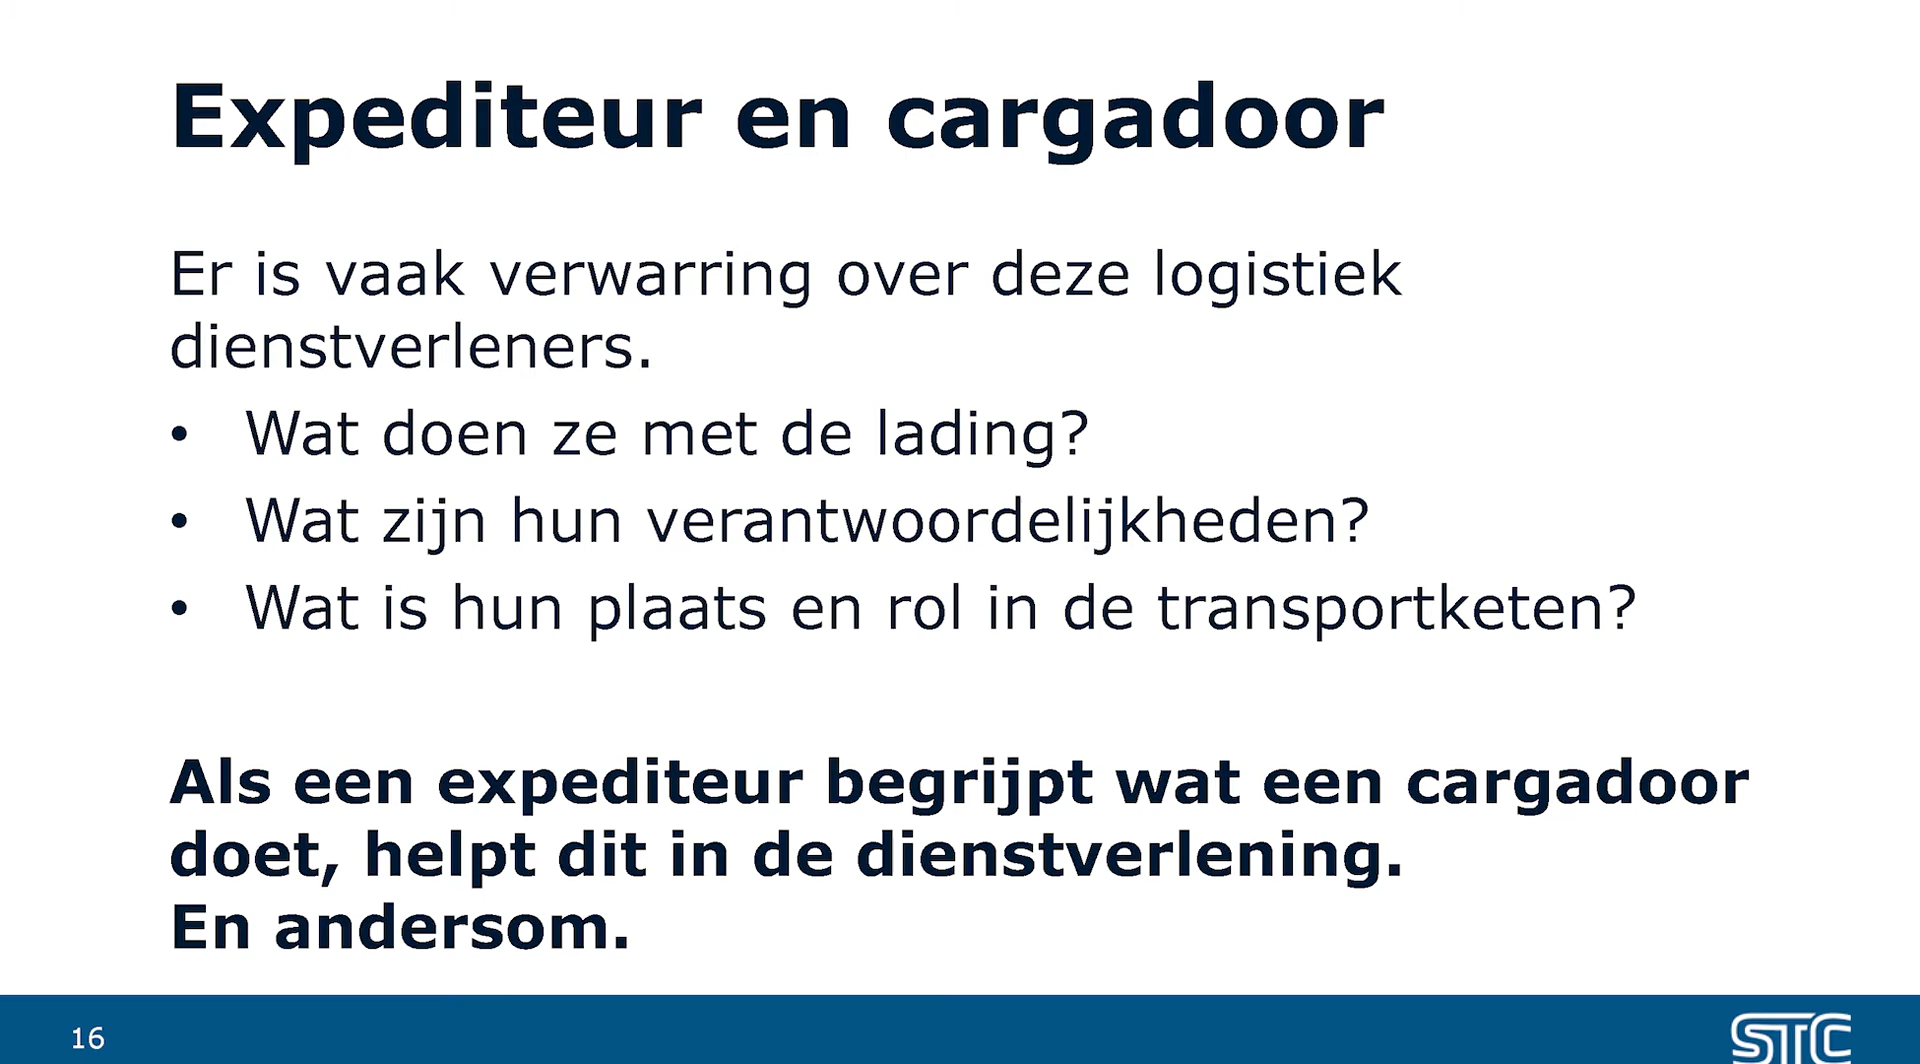 Expediteur en cargadoor
Er is vaak verwarring over deze logistiek
dienstverleners.
• Wat doen ze met de lading?
• Wat zijn hun verantwoordelijkheden?
• Wat is hun plaats en rol in de transportketen?
Als een expediteur begrijpt wat een cargadoor
doet, helpt dit in de dienstverlening.
En andersom.
16
STC